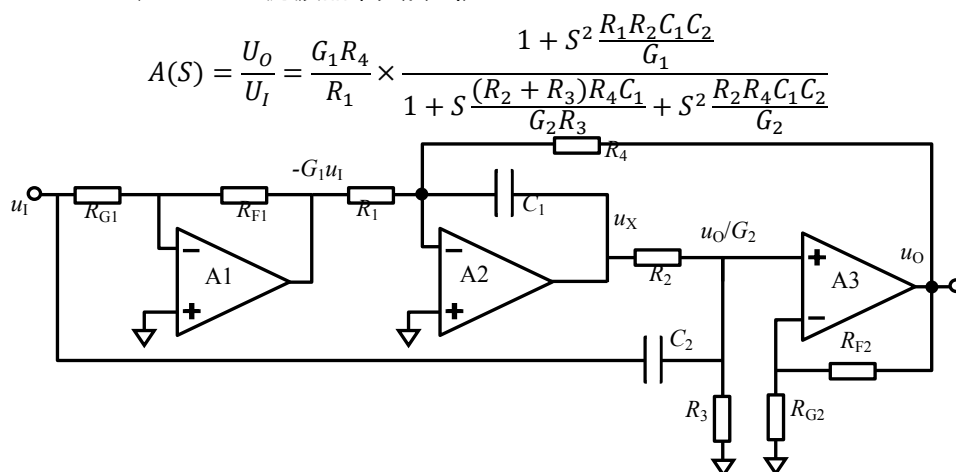 A(S) = U_O/U_I = G_1R_4/R_1 × (1 + S^2 R_1R_2C_1C_2/G_1)/(1 + S (R_2 + R_3)R_4C_1/(G_2R_3) + S^2 R_2R_4C_1C_2/G_2)
R_4
-G_1u_I
u_I R_G1 R_F1 R_1 C_1 u_X u_O/G_2 u_O
R_2
A1 A2 A3
C_2 R_F2
R_3 R_G2